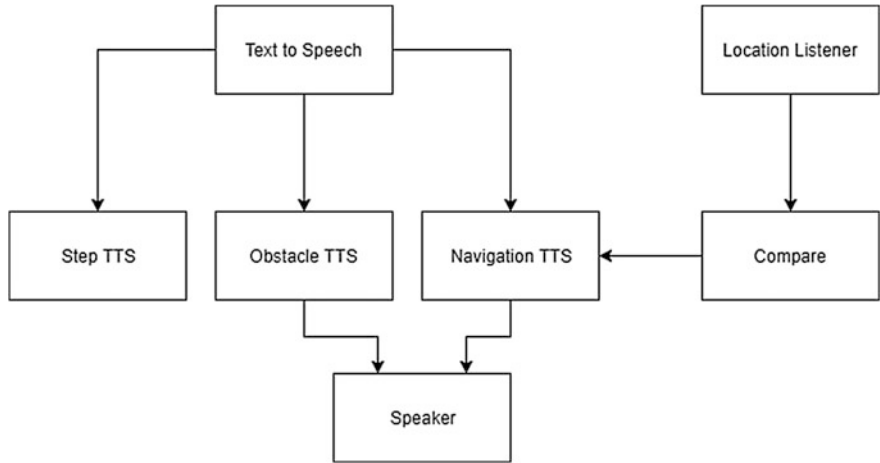 Text to Speech
Location Listener
Step TTS
Obstacle TTS
Navigation TTS
Compare
Speaker